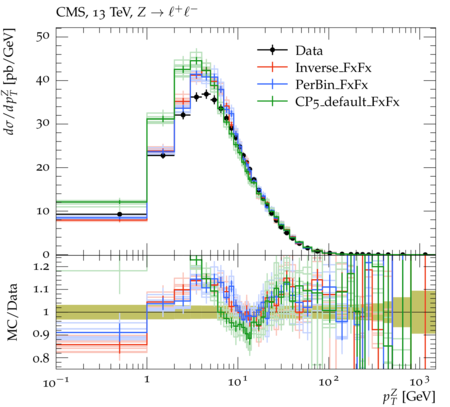 CMS, 13 TeV, Z → ℓ⁺ℓ⁻
dσ/dp_T^Z [pb/GeV]
50
40
30
20
10
0
Data
Inverse_FxFx
PerBin_FxFx
CP5_default_FxFx
MC/Data
1.2
1.1
1
0.9
0.8
10⁻¹
1
10¹
10²
10³
p_T^Z [GeV]